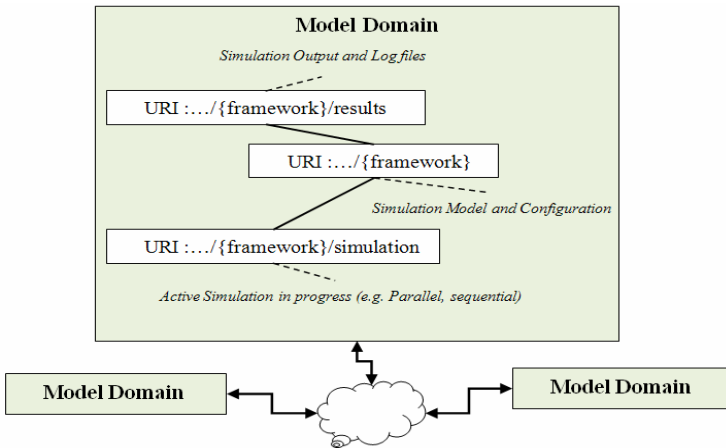 Model Domain
Simulation Output and Log files
URI :…/{framework}/results
URI :…/{framework}
Simulation Model and Configuration
URI :…/{framework}/simulation
Active Simulation in progress (e.g. Parallel, sequential)
Model Domain
Model Domain